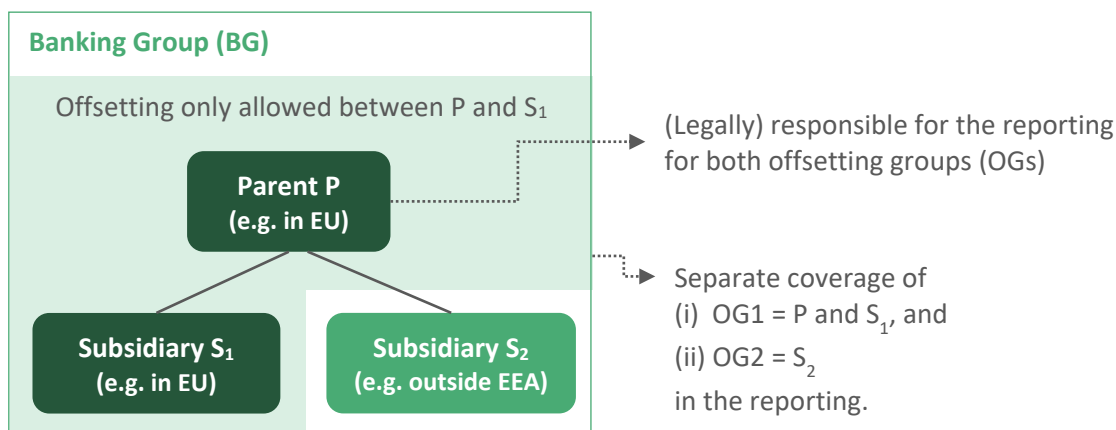 Banking Group (BG)
Offsetting only allowed between P and S₁
Parent P
(e.g. in EU)
Subsidiary S₁
(e.g. in EU)
Subsidiary S₂
(e.g. outside EEA)
(Legally) responsible for the reporting
for both offsetting groups (OGs)
Separate coverage of
(i) OG1 = P and S₁, and
(ii) OG2 = S₂
in the reporting.